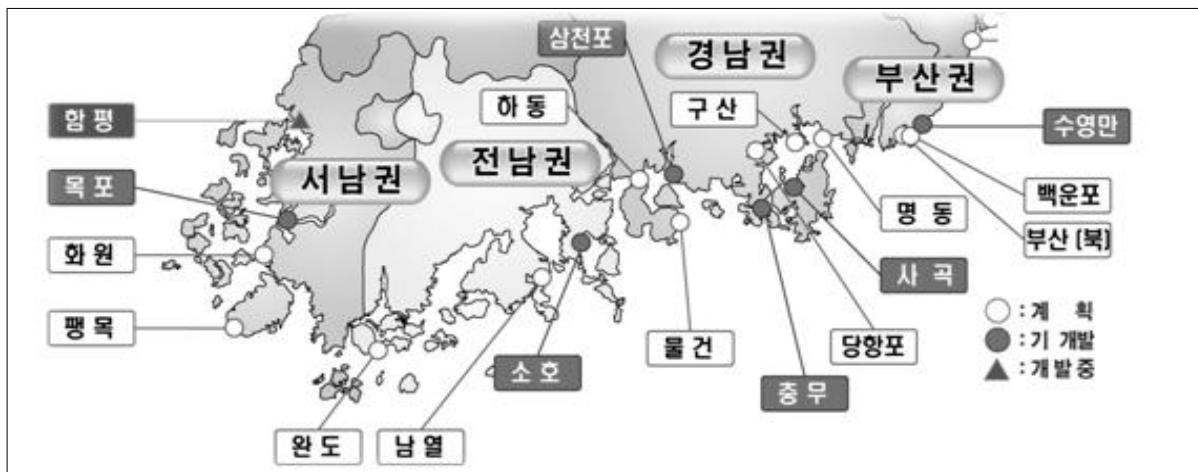 삼천포
경남권
부산권
하동
구산
함평
수영만
서남권
전남권
목포
백운포
명 동
부산 (북)
화 원
사 곡
: 계 획
팽 목
물 건
당항포
: 기 개발
소 호
: 개발중
충 무
완 도
남 열